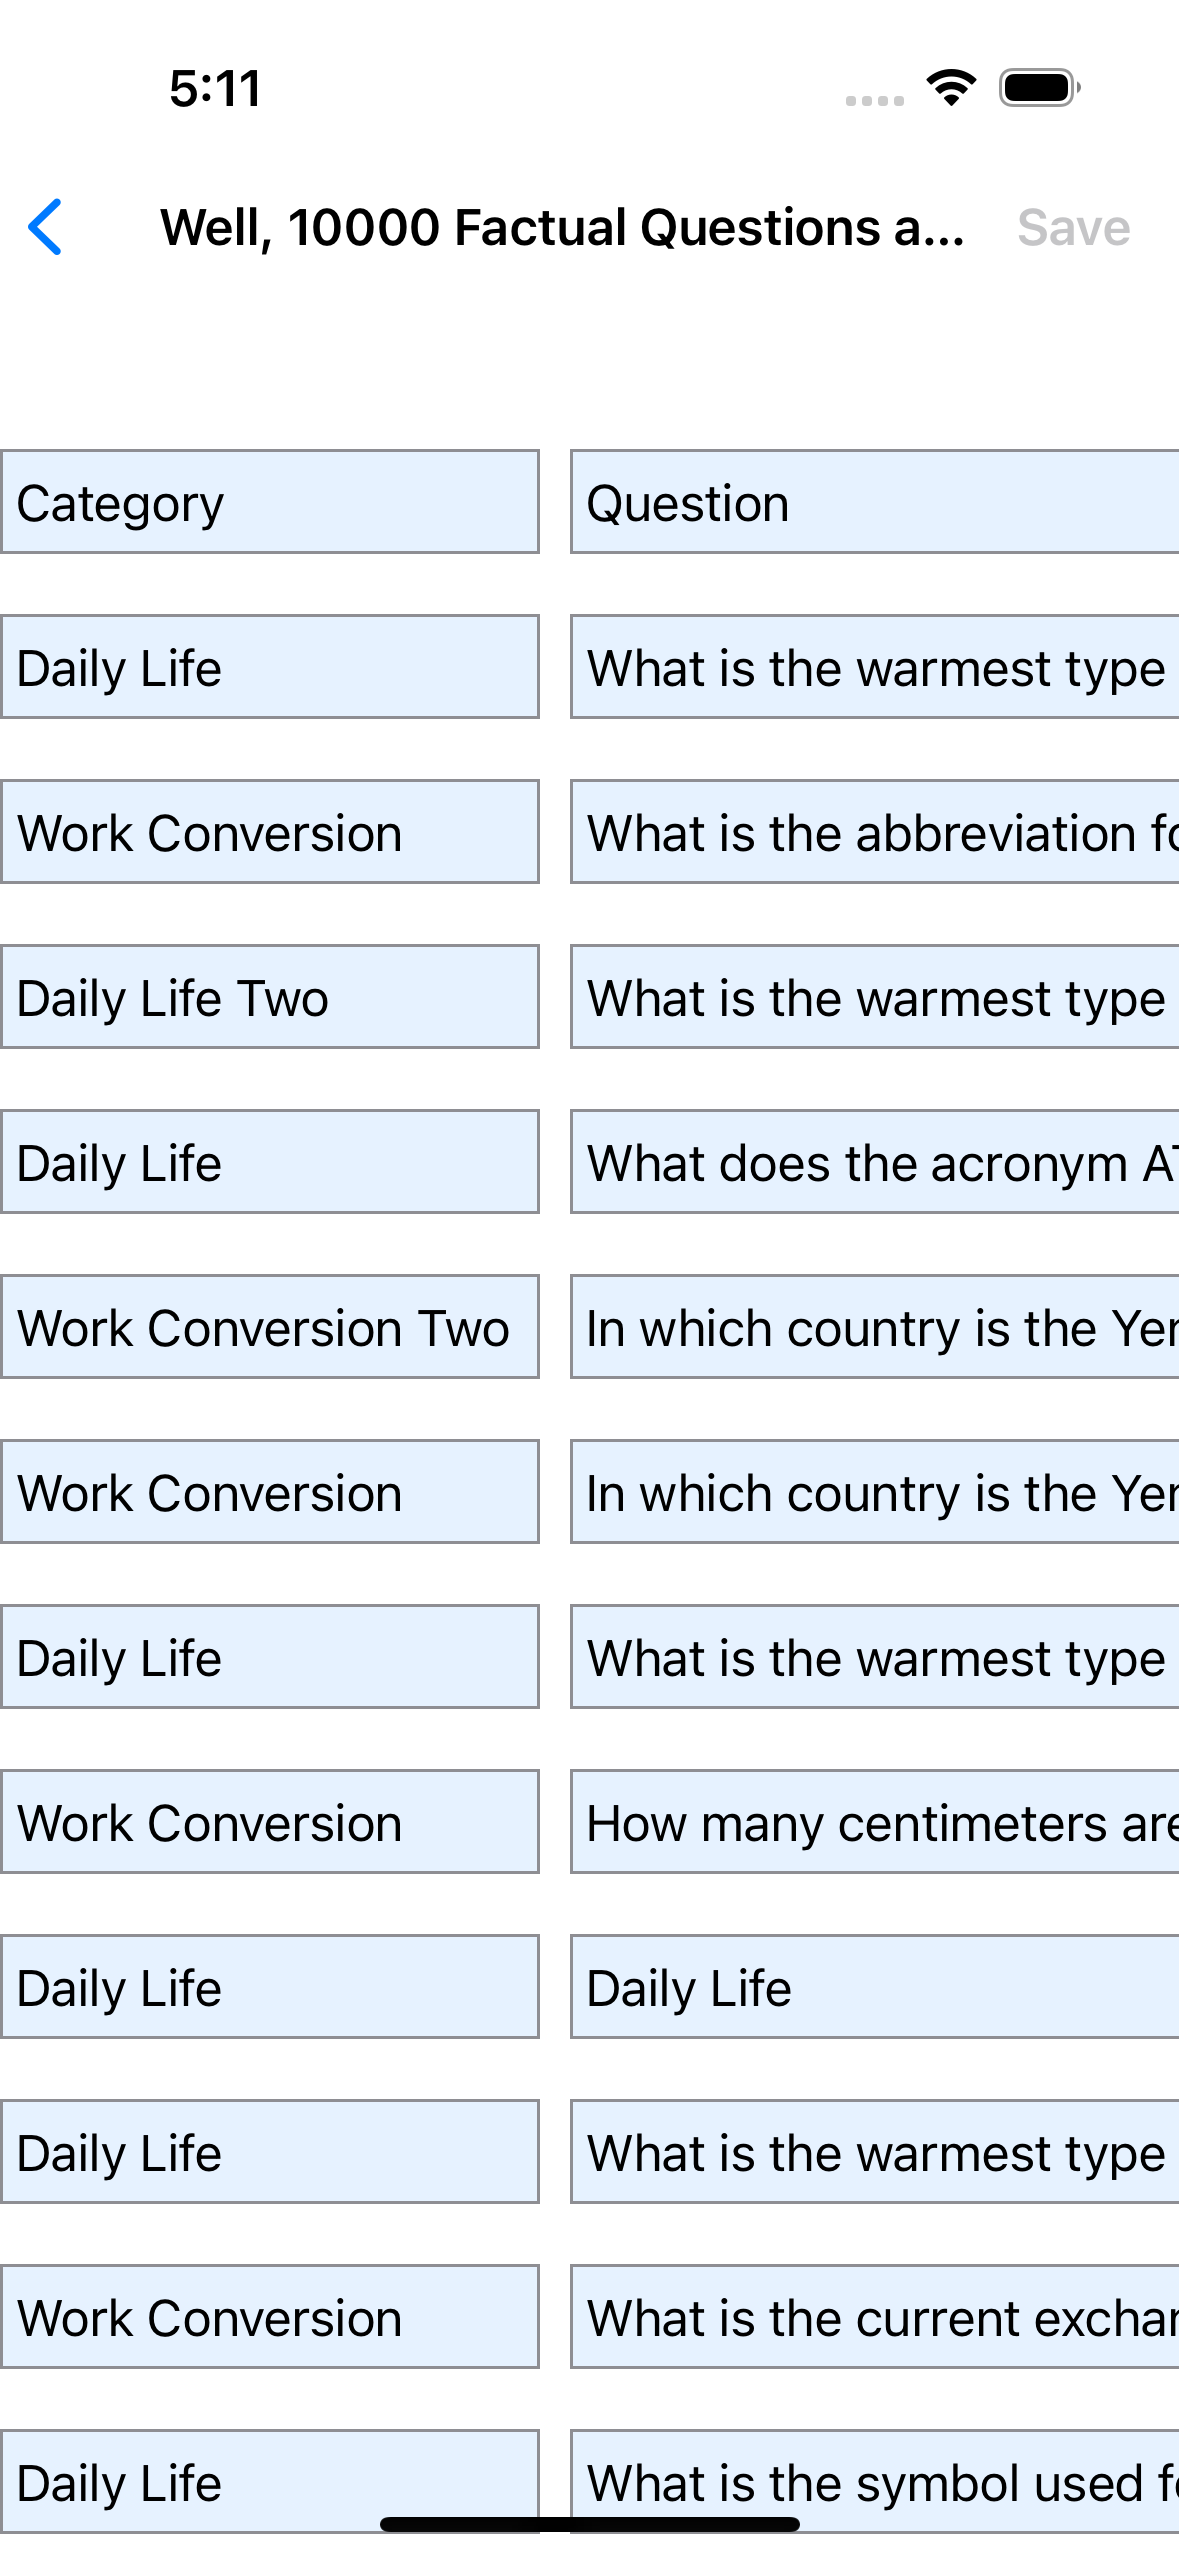 5:11
Well, 10000 Factual Questions a... Save
Category Question
Daily Life What is the warmest type
Work Conversion What is the abbreviation fo
Daily Life Two What is the warmest type
Daily Life What does the acronym AT
Work Conversion Two In which country is the Yen
Work Conversion In which country is the Yen
Daily Life What is the warmest type
Work Conversion How many centimeters are
Daily Life Daily Life
Daily Life What is the warmest type
Work Conversion What is the current exchan
Daily Life What is the symbol used fo